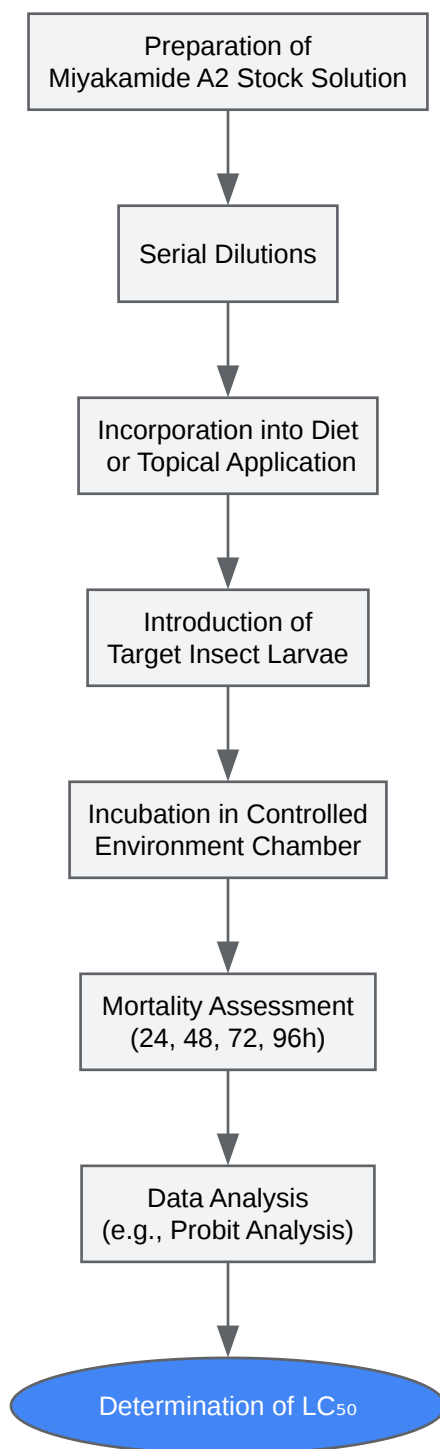 Preparation of
Miyakamide A2 Stock Solution
Serial Dilutions
Incorporation into Diet
or Topical Application
Introduction of
Target Insect Larvae
Incubation in Controlled
Environment Chamber
Mortality Assessment
(24, 48, 72, 96h)
Data Analysis
(e.g., Probit Analysis)
Determination of LC₅₀